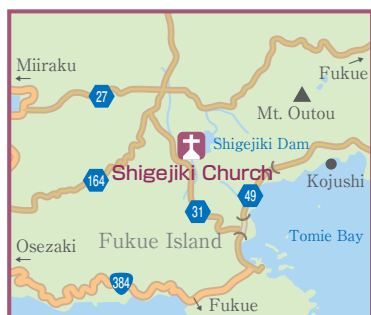 Miiraku
Fukue
27
Mt. Outou
Shigejiki Dam
Shigejiki Church
Kojushi
164
49
31
Fukue Island
Tomie Bay
Osezaki
384
Fukue